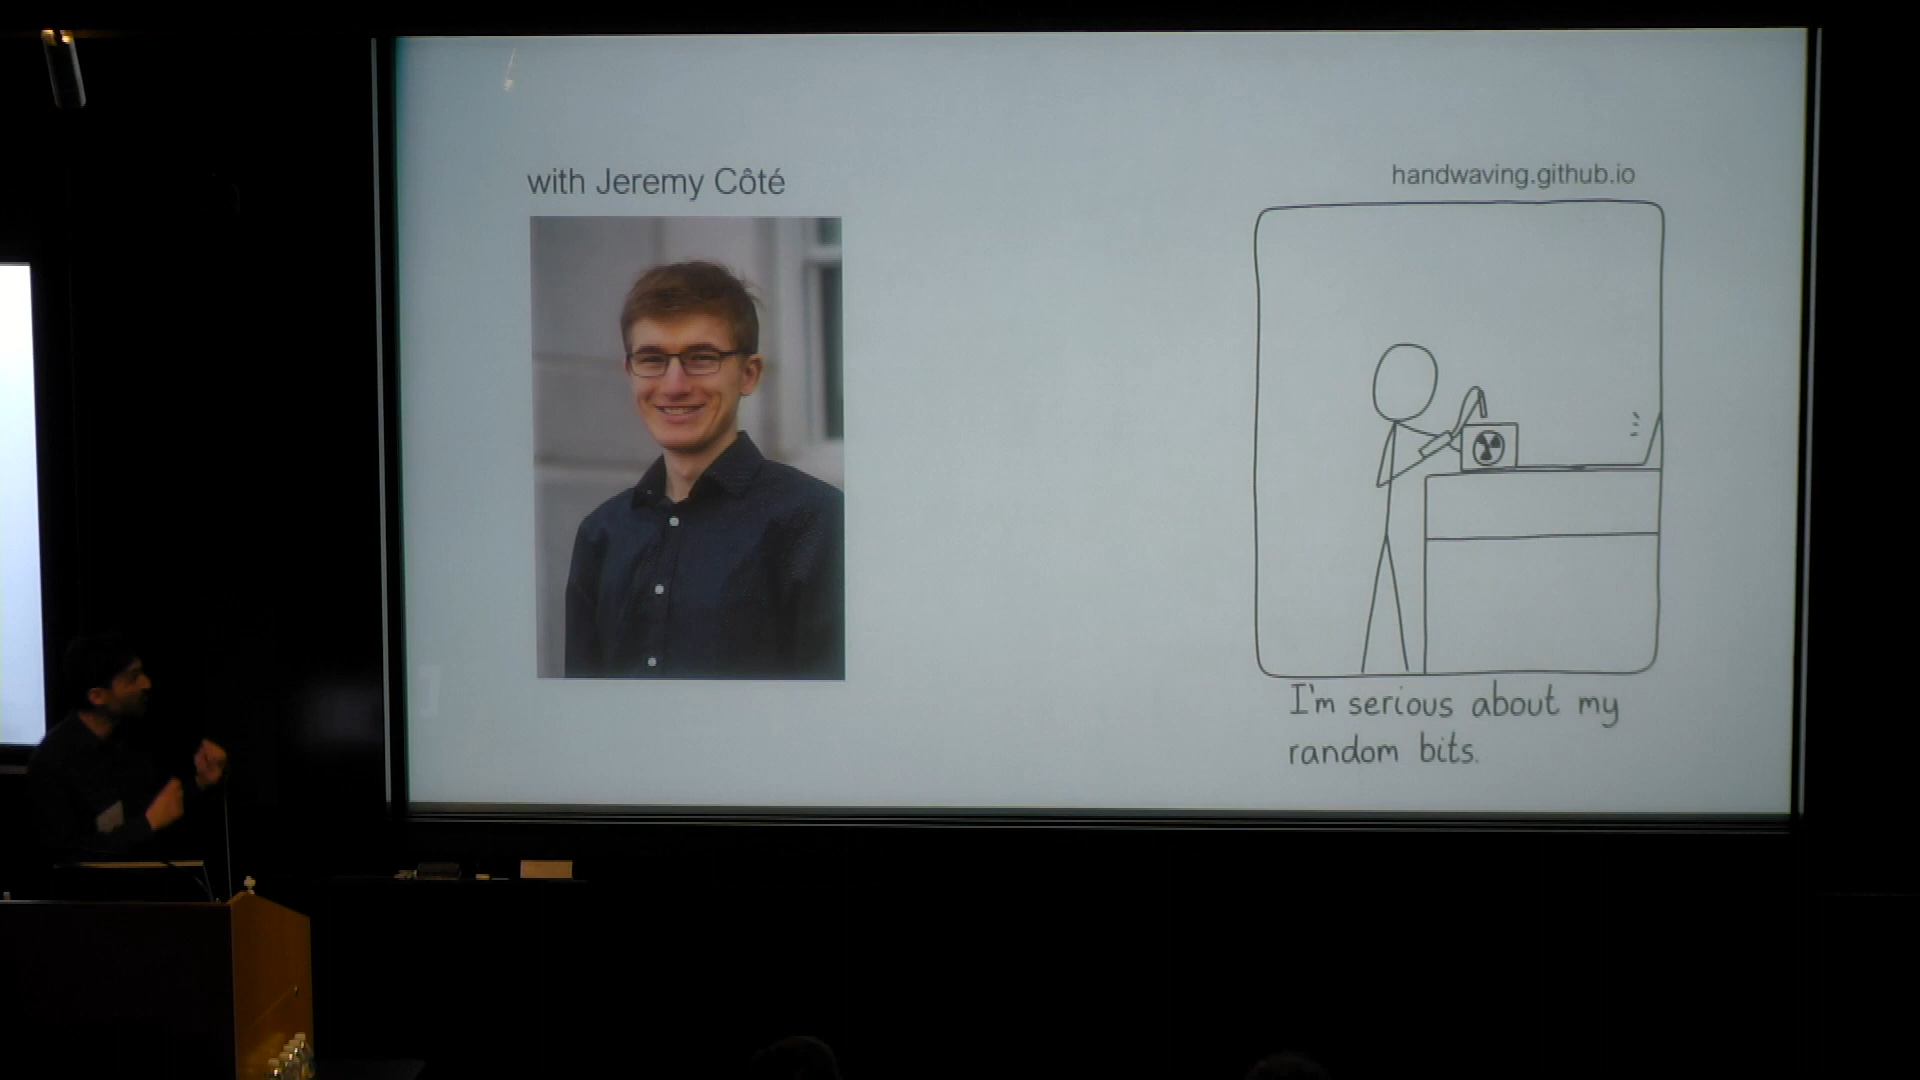 with Jeremy Côté
handwaving.github.io
I'm serious about my
random bits.